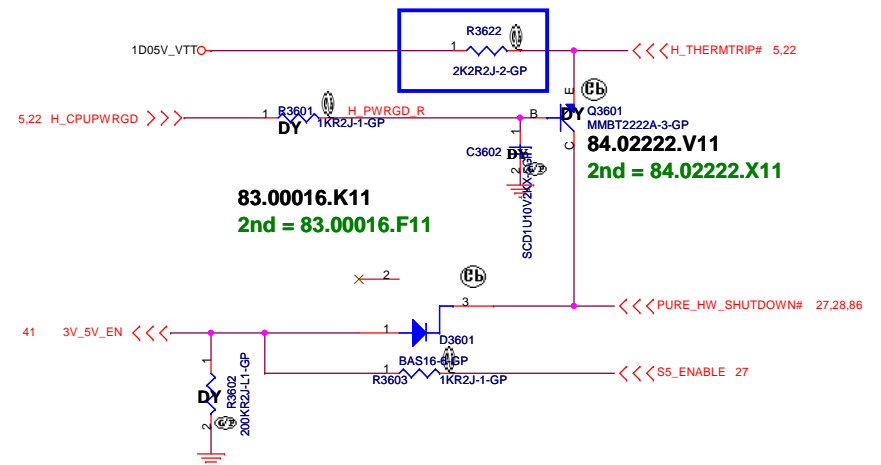 R3622
1D05V_VTT
1
2K2R2J-2-GP
H_THERMTRIP# 5,22
5,22 H_CPUPWRGD
1
R3601
DY
1KR2J-1-GP
H_PWRGD_R
B
E
C
DY
Q3601
MMBT2222A-3-GP
84.02222.V11
2nd = 84.02222.X11
1
C3602
DY
2
83.00016.K11
2nd = 83.00016.F11
2
3
PURE_HW_SHUTDOWN# 27,28,86
41 3V_5V_EN
1
D3601
BAS16-6-GP
1
R3603
1KR2J-1-GP
S5_ENABLE 27
1
DY
R3602
200KR2J-L1-GP
2